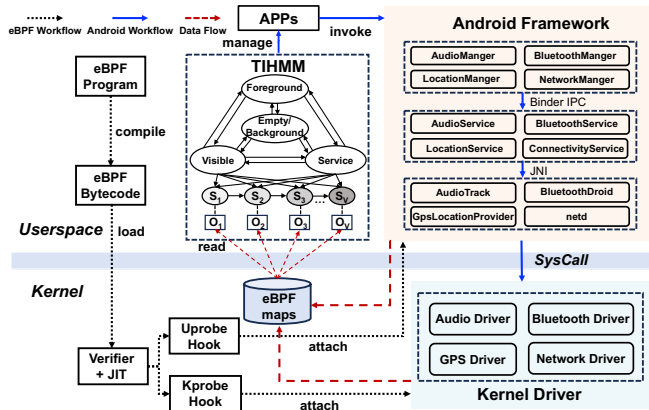 eBPF Workflow
Android Workflow
Data Flow
APPs
invoke
manage
Android Framework
AudioManger
BluetoothManger
LocationManger
NetworkManger
Binder IPC
AudioService
BluetoothService
LocationService
ConnectivityService
JNI
AudioTrack
BluetoothDroid
GpsLocationProvider
netd
TIHMM
Foreground
Empty/
Background
Visible
Service
S1
S2
S3
...
SV
O1
O2
O3
OV
read
eBPF
Program
compile
eBPF
Bytecode
Userspace
load
SysCall
Kernel
eBPF
maps
Uprobe
Hook
attach
Verifier
+ JIT
Kprobe
Hook
attach
Audio Driver
Bluetooth Driver
GPS Driver
Network Driver
Kernel Driver